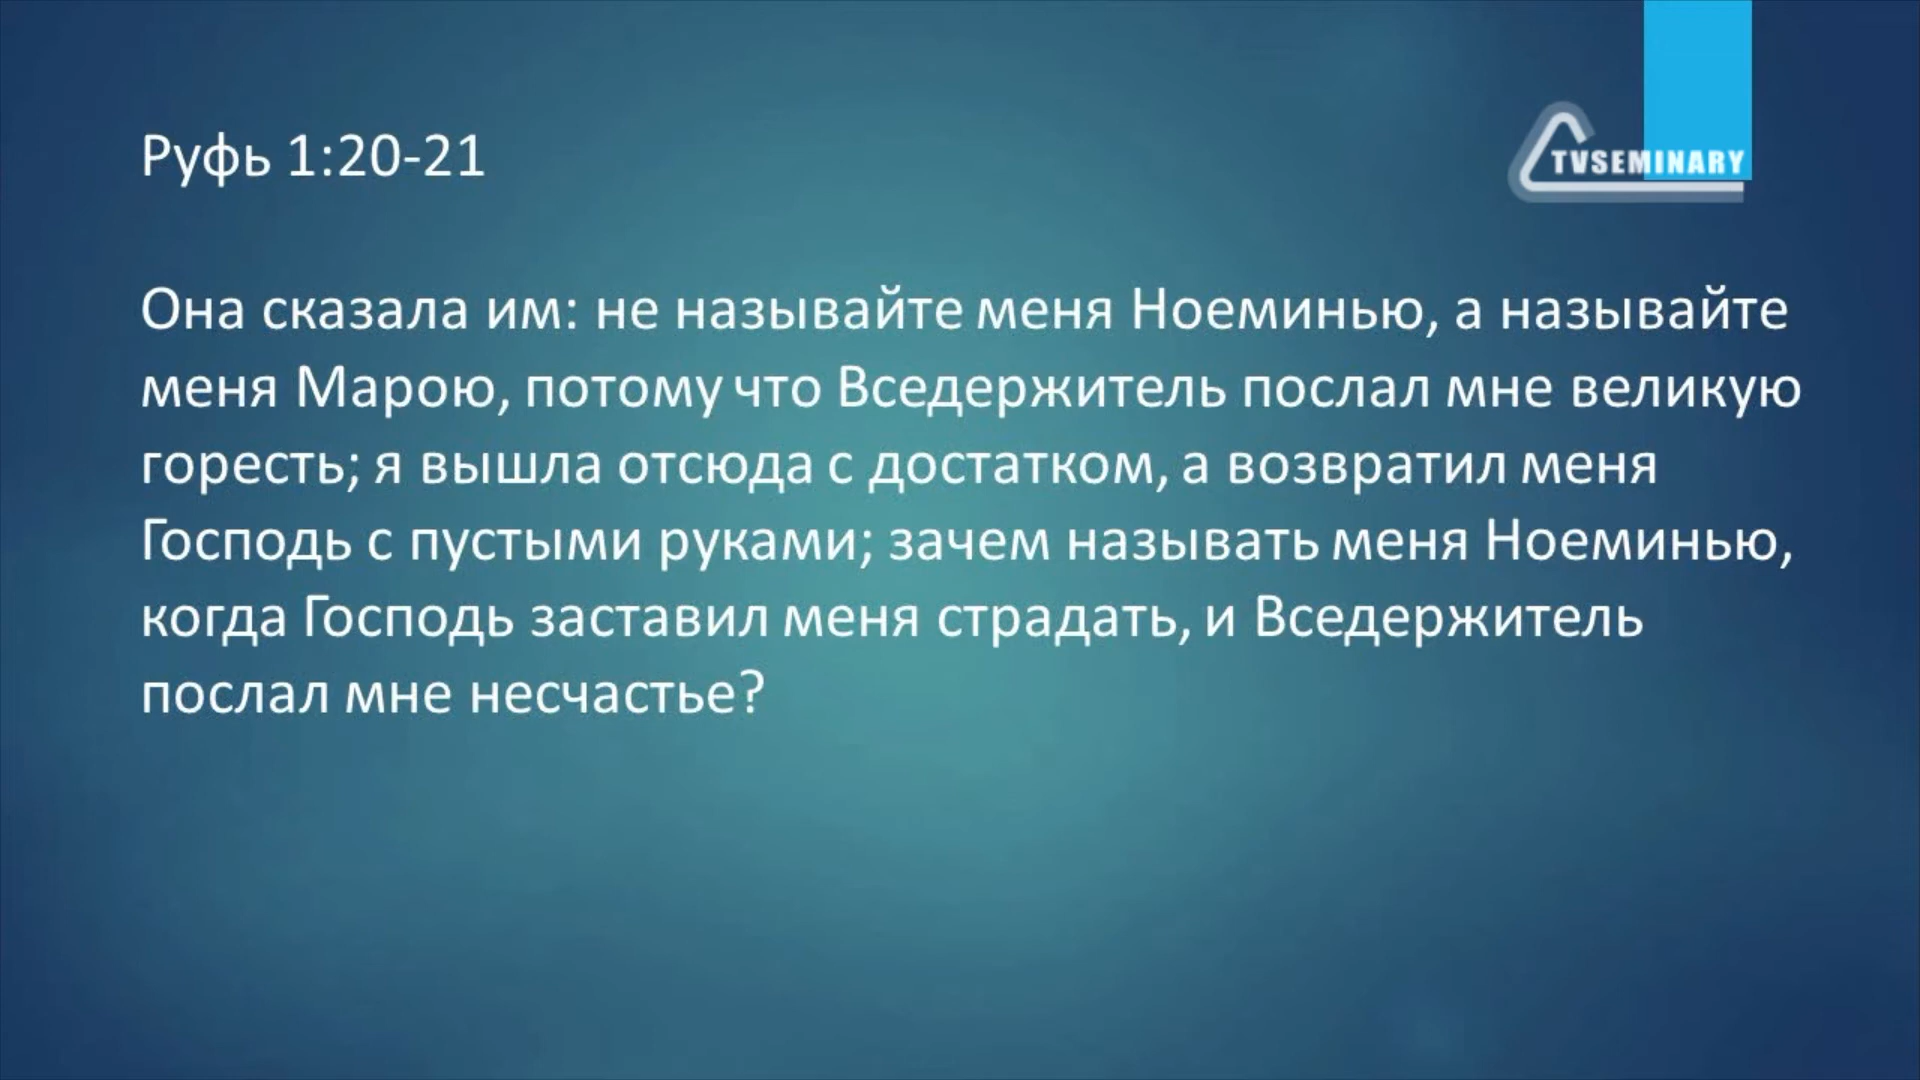 Руфь 1:20-21
TVSEMINARY
Она сказала им: не называйте меня Ноеминью, а называйте
меня Марою, потому что Вседержитель послал мне великую
горесть; я вышла отсюда с достатком, а возвратил меня
Господь с пустыми руками; зачем называть меня Ноеминью,
когда Господь заставил меня страдать, и Вседержитель
послал мне несчастье?